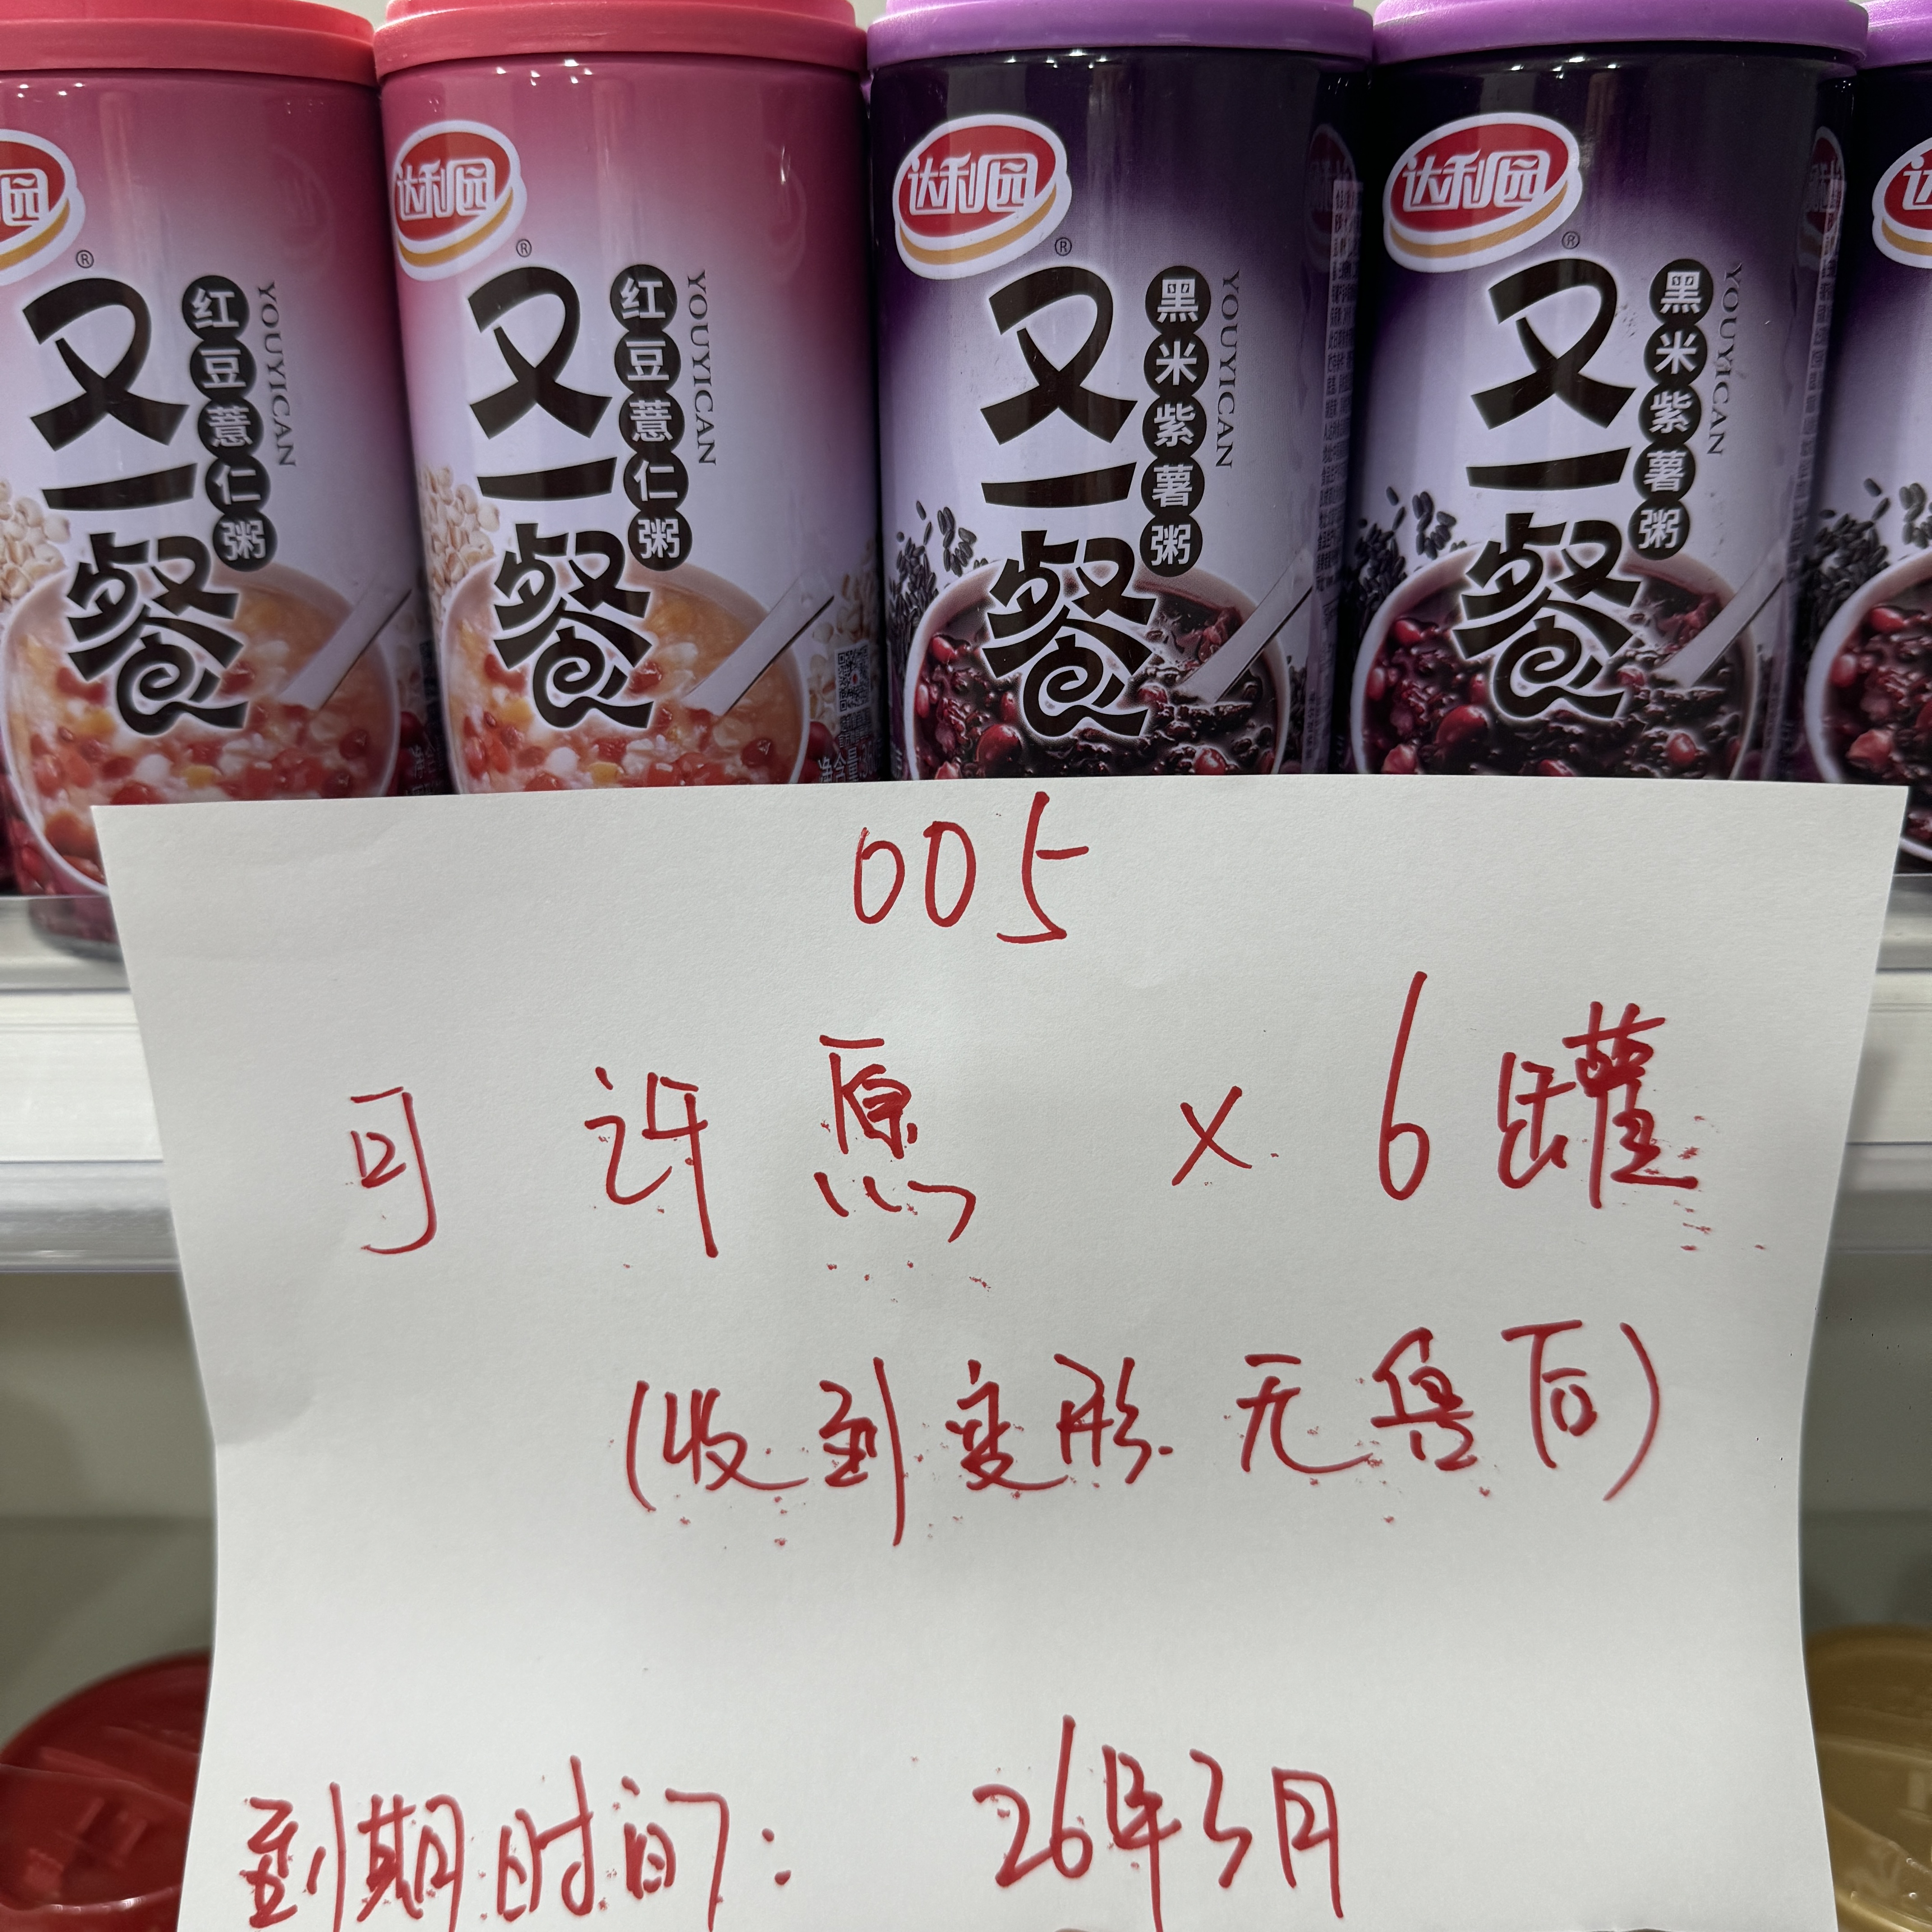 达利园®
又一餐
红豆薏仁粥
YOUYICAN
达利园®
又一餐
红豆薏仁粥
YOUYICAN
达利园®
又一餐
黑米紫薯粥
YOUYICAN
达利园®
又一餐
黑米紫薯粥
YOUYICAN
005
可许愿 × 6罐
(收到变形无售后)
到期时间: 26年3月